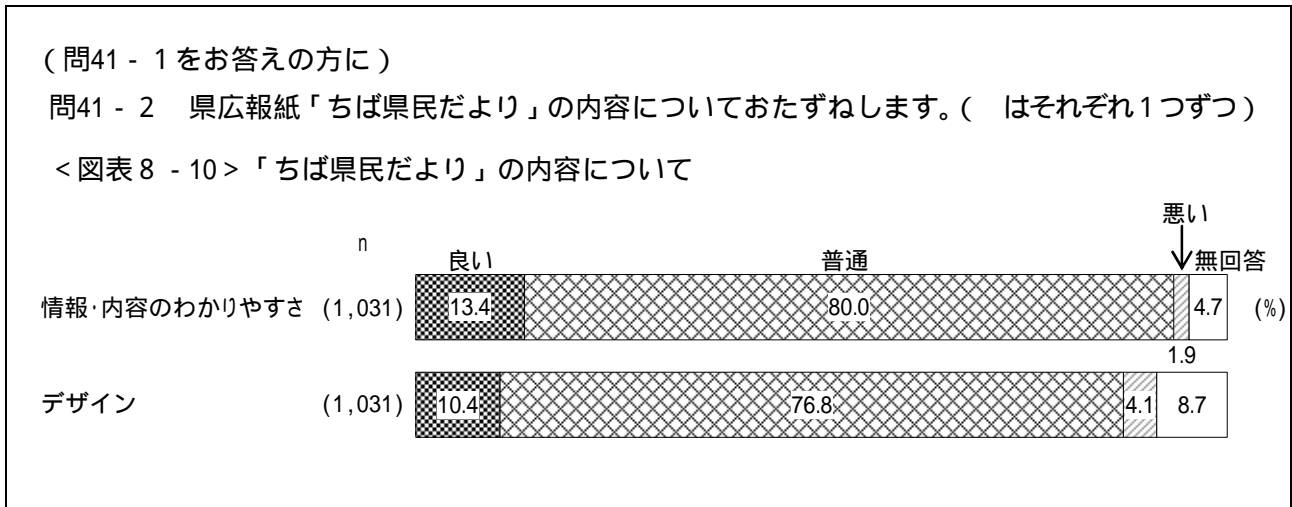 (問41-1をお答えの方に)
問41-2 県広報紙「ちば県民だより」の内容についておたずねします。( はそれぞれ1つずつ)
<図表8-10>「ちば県民だより」の内容について
悪い
n 良い 普通 無回答
情報・内容のわかりやすさ (1,031) 13.4 80.0 4.7 (%)
1.9
デザイン (1,031) 10.4 76.8 4.1 8.7